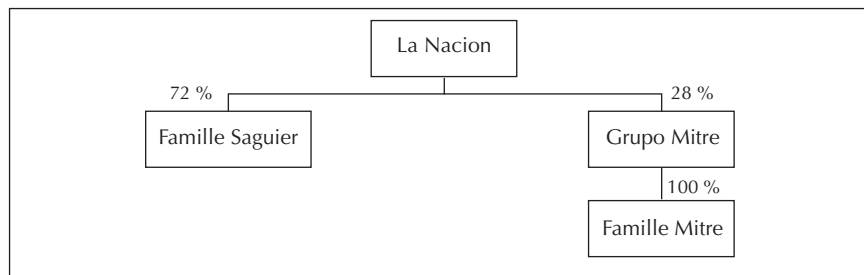 La Nacion
72 %
28 %
Famille Saguier
Grupo Mitre
100 %
Famille Mitre